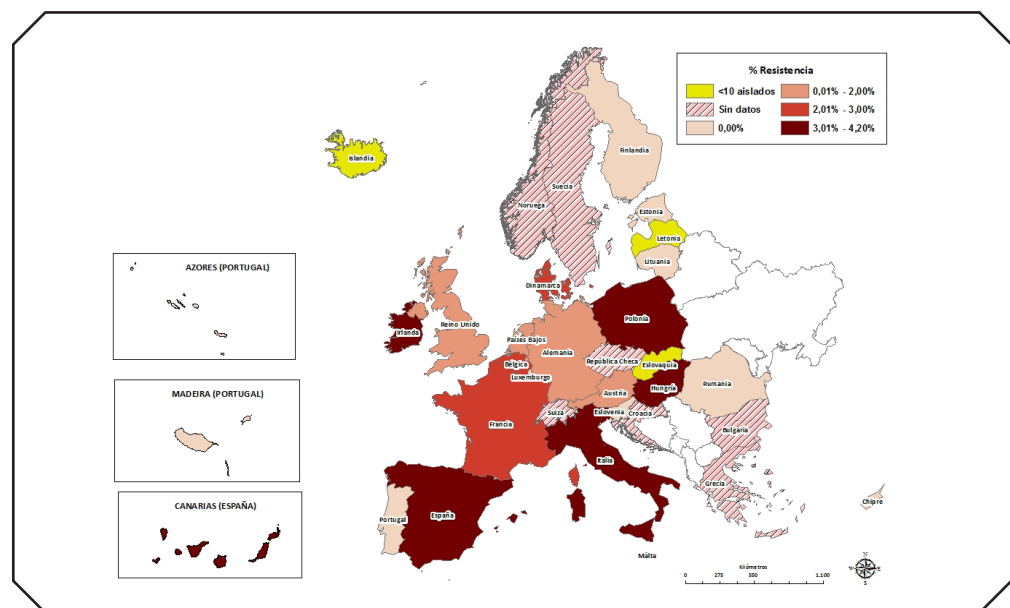 % Resistencia
<10 aislados
0,01% - 2,00%
Sin datos
2,01% - 3,00%
0,00%
3,01% - 4,20%
Islandia
Finlandia
Suecia
Noruega
Estonia
Letonia
Lituania
Dinamarca
Irlanda
Reino Unido
Países Bajos
Polonia
Alemania
Bélgica
República Checa
Luxemburgo
Eslovaquia
Hungría
Rumania
Austria
Suiza
Eslovenia
Croacia
Francia
Bulgaria
Italia
Grecia
Chipre
Portugal
España
Malta
AZORES (PORTUGAL)
MADEIRA (PORTUGAL)
CANARIAS (ESPAÑA)
Kilómetros
0 275 550 1.100
N
W E
S